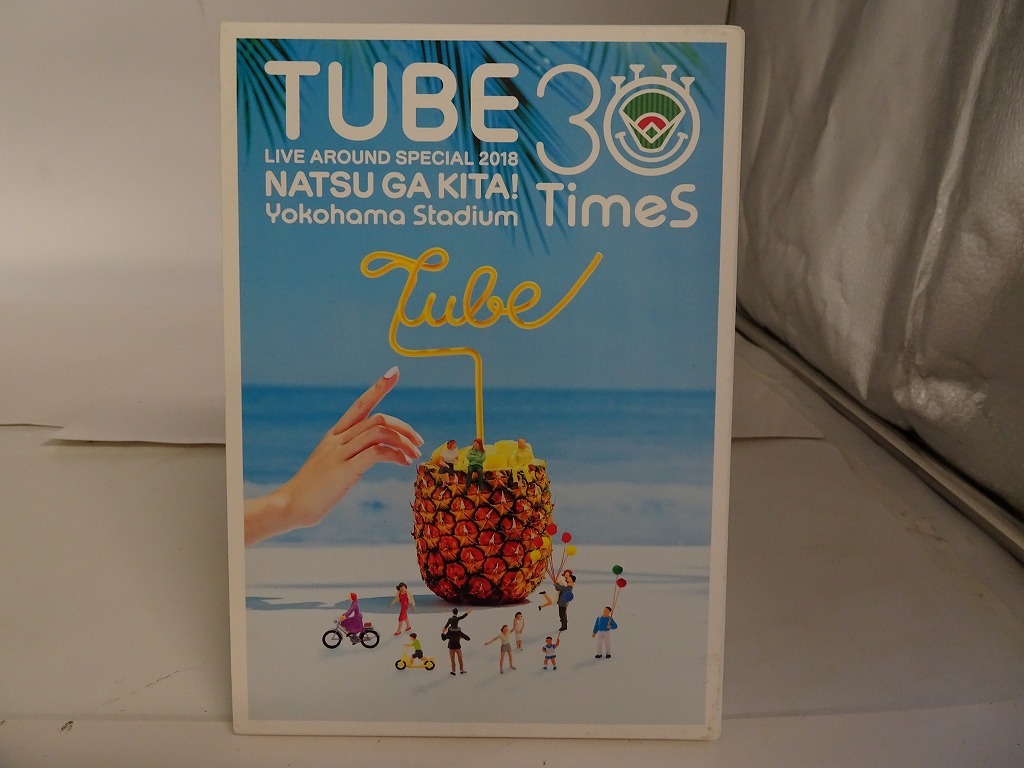 TUBE
LIVE AROUND SPECIAL 2018
NATSU GA KITA!
Yokohama Stadium
30
TimeS
Tube